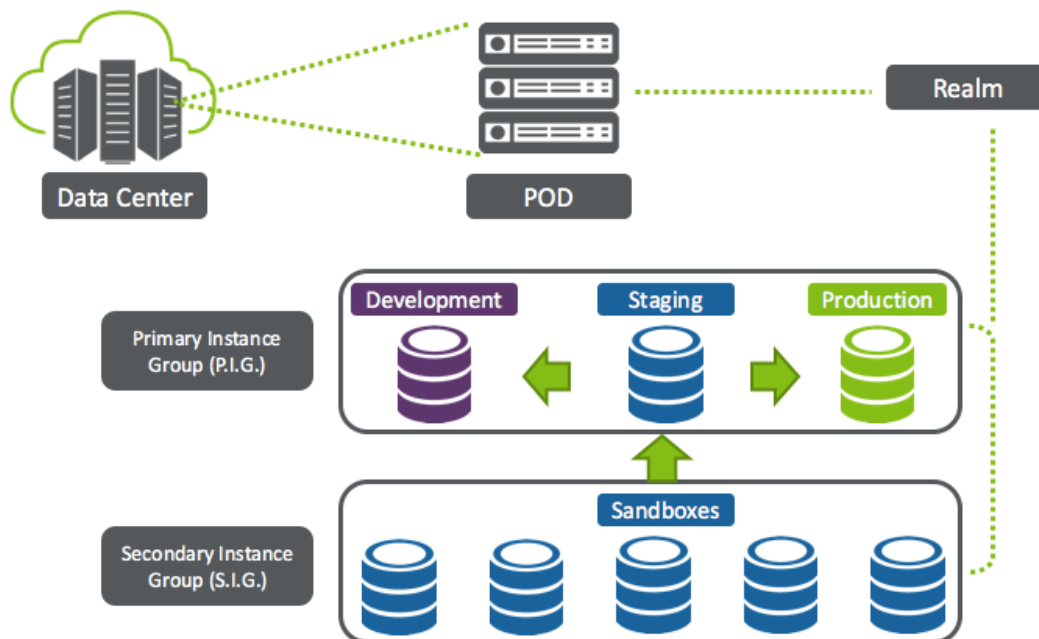 Realm
Data Center
POD
Development
Staging
Production
Primary Instance
Group (P.I.G.)
Sandboxes
Secondary Instance
Group (S.I.G.)